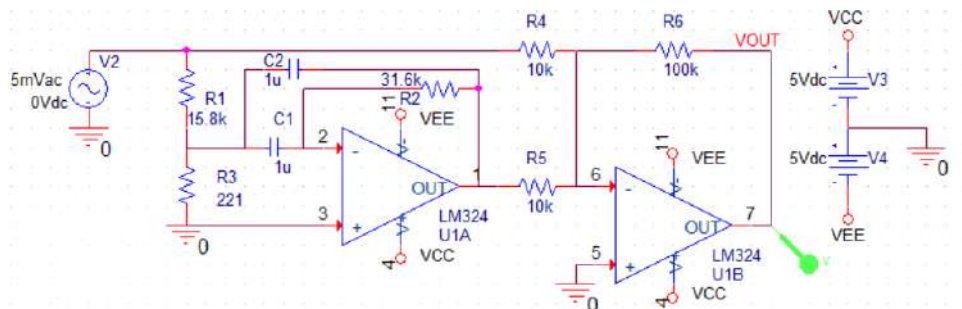 V2
5mVac
0Vdc
0
R1
15.8k
R3
221
0
C2
1u
C1
1u
31.6k
R2
11
VEE
2
-
3
+
OUT
1
LM324
U1A
4
VCC
R4
10k
R5
10k
R6
100k
VOUT
11
VEE
6
-
5
+
0
OUT
7
LM324
U1B
4
VCC
V
VCC
5Vdc
V3
5Vdc
V4
0
VEE